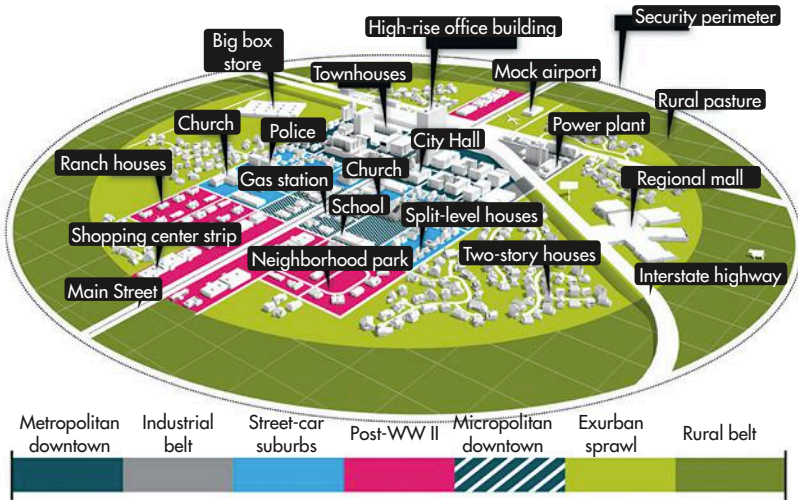 High-rise office building
Security perimeter
Big box
store
Townhouses
Mock airport
Rural pasture
Church
Police
City Hall
Power plant
Ranch houses
Gas station
Church
Regional mall
School
Split-level houses
Shopping center strip
Neighborhood park
Two-story houses
Interstate highway
Main Street
Metropolitan
downtown
Industrial
belt
Street-car
suburbs
Post-WW II
Micropolitan
downtown
Exurban
sprawl
Rural belt